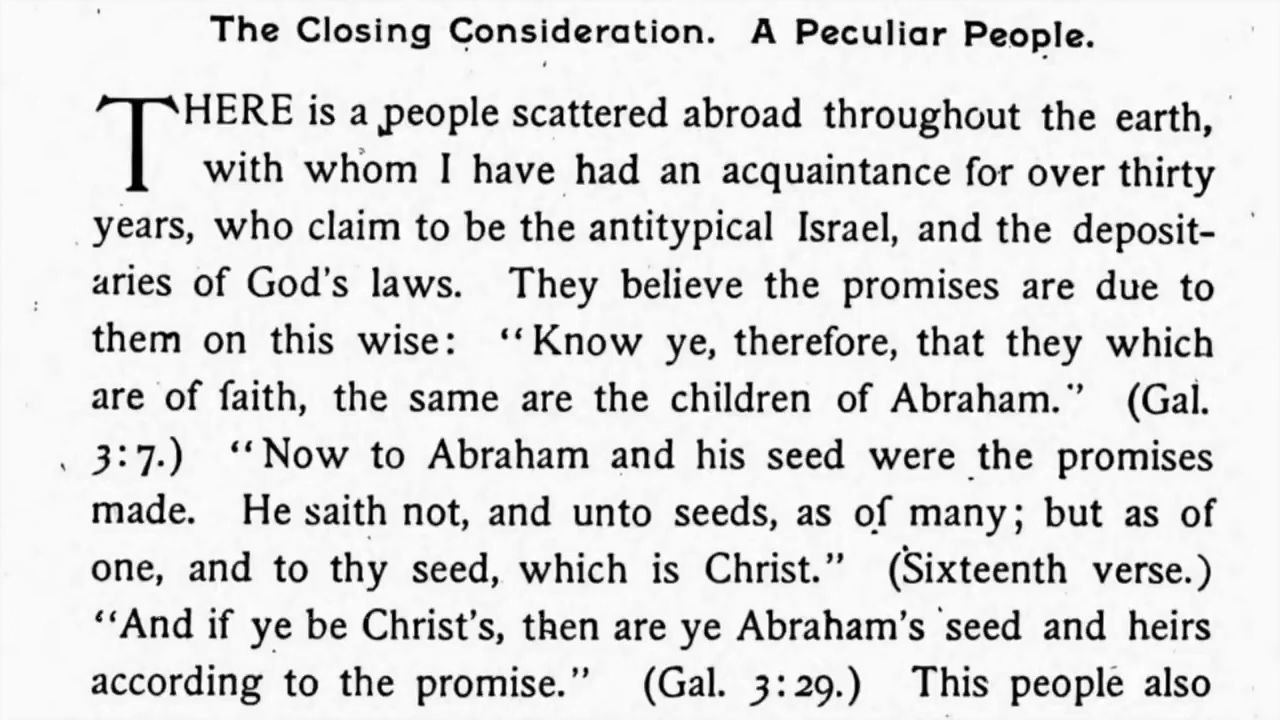 The Closing Consideration. A Peculiar People.
THERE is a people scattered abroad throughout the earth,
with whom I have had an acquaintance for over thirty
years, who claim to be the antitypical Israel, and the deposit-
aries of God's laws. They believe the promises are due to
them on this wise: "Know ye, therefore, that they which
are of faith, the same are the children of Abraham." (Gal.
3:7.) "Now to Abraham and his seed were the promises
made. He saith not, and unto seeds, as of many; but as of
one, and to thy seed, which is Christ." (Sixteenth verse.)
"And if ye be Christ's, then are ye Abraham's seed and heirs
according to the promise." (Gal. 3:29.) This people also